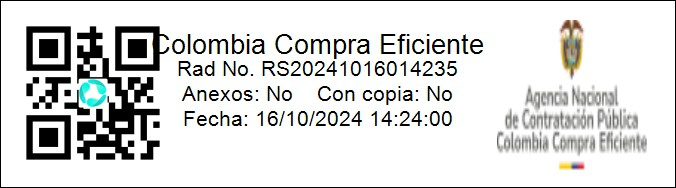 Colombia Compra Eficiente
Rad No. RS20241016014235
Anexos: No Con copia: No
Fecha: 16/10/2024 14:24:00
Agencia Nacional
de Contratación Pública
Colombia Compra Eficiente